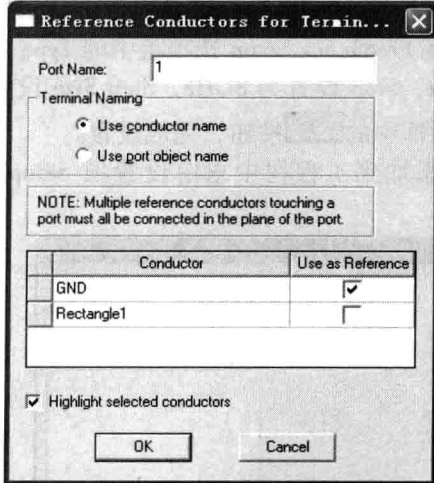 Reference Conductors for Termin...
Port Name: 1
Terminal Naming
Use conductor name
Use port object name
NOTE: Multiple reference conductors touching a
port must all be connected in the plane of the port.
Conductor Use as Reference
GND
Rectangle1
Highlight selected conductors
OK Cancel